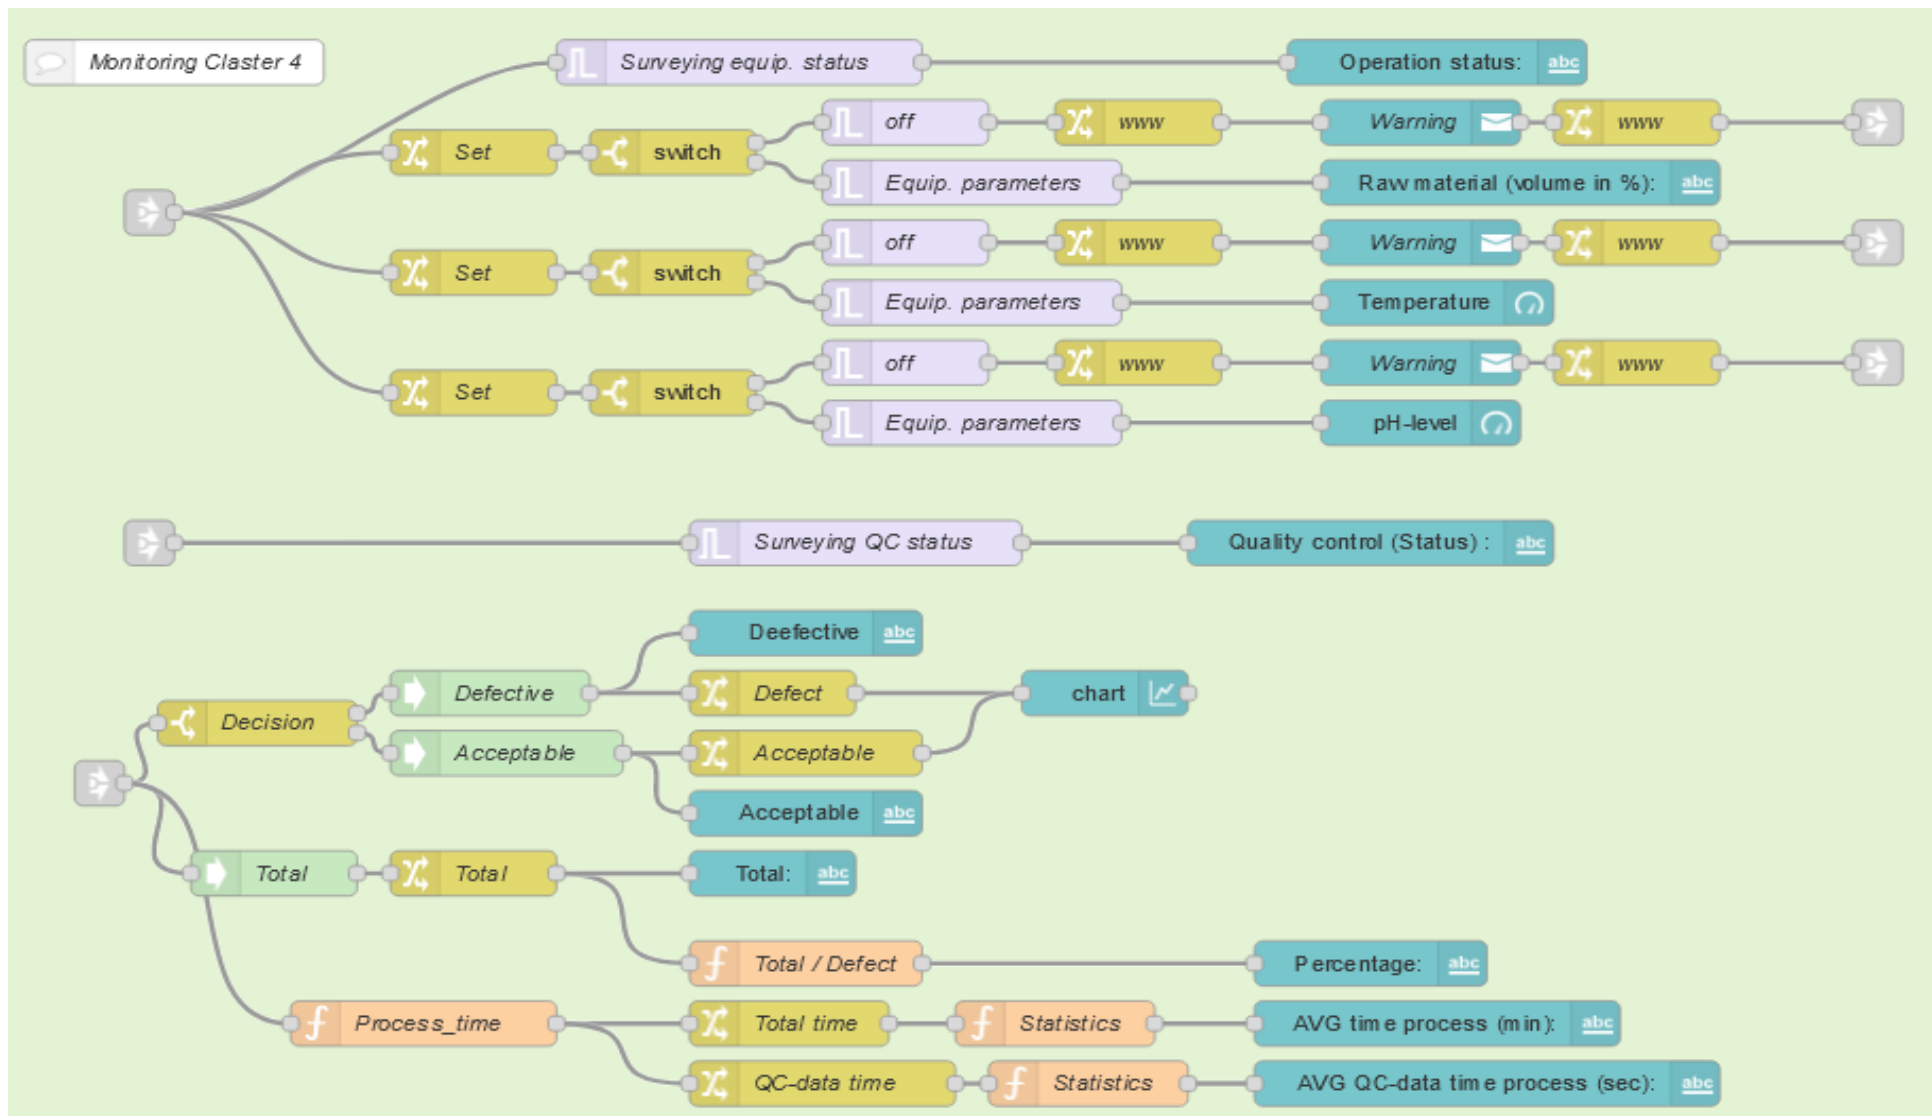 Monitoring Claster 4
Surveying equip. status
Operation status: abc
Set
switch
off
www
Warning
www
Equip. parameters
Raw material (volume in %): abc
Set
switch
off
www
Warning
www
Equip. parameters
Temperature
Set
switch
off
www
Warning
www
Equip. parameters
pH-level
Surveying QC status
Quality control (Status) : abc
Deefective abc
Decision
Defective
Defect
chart
Acceptable
Acceptable
Acceptable abc
Total
Total
Total: abc
Total / Defect
Percentage: abc
Process_time
Total time
Statistics
AVG time process (min): abc
QC-data time
Statistics
AVG QC-data time process (sec): abc